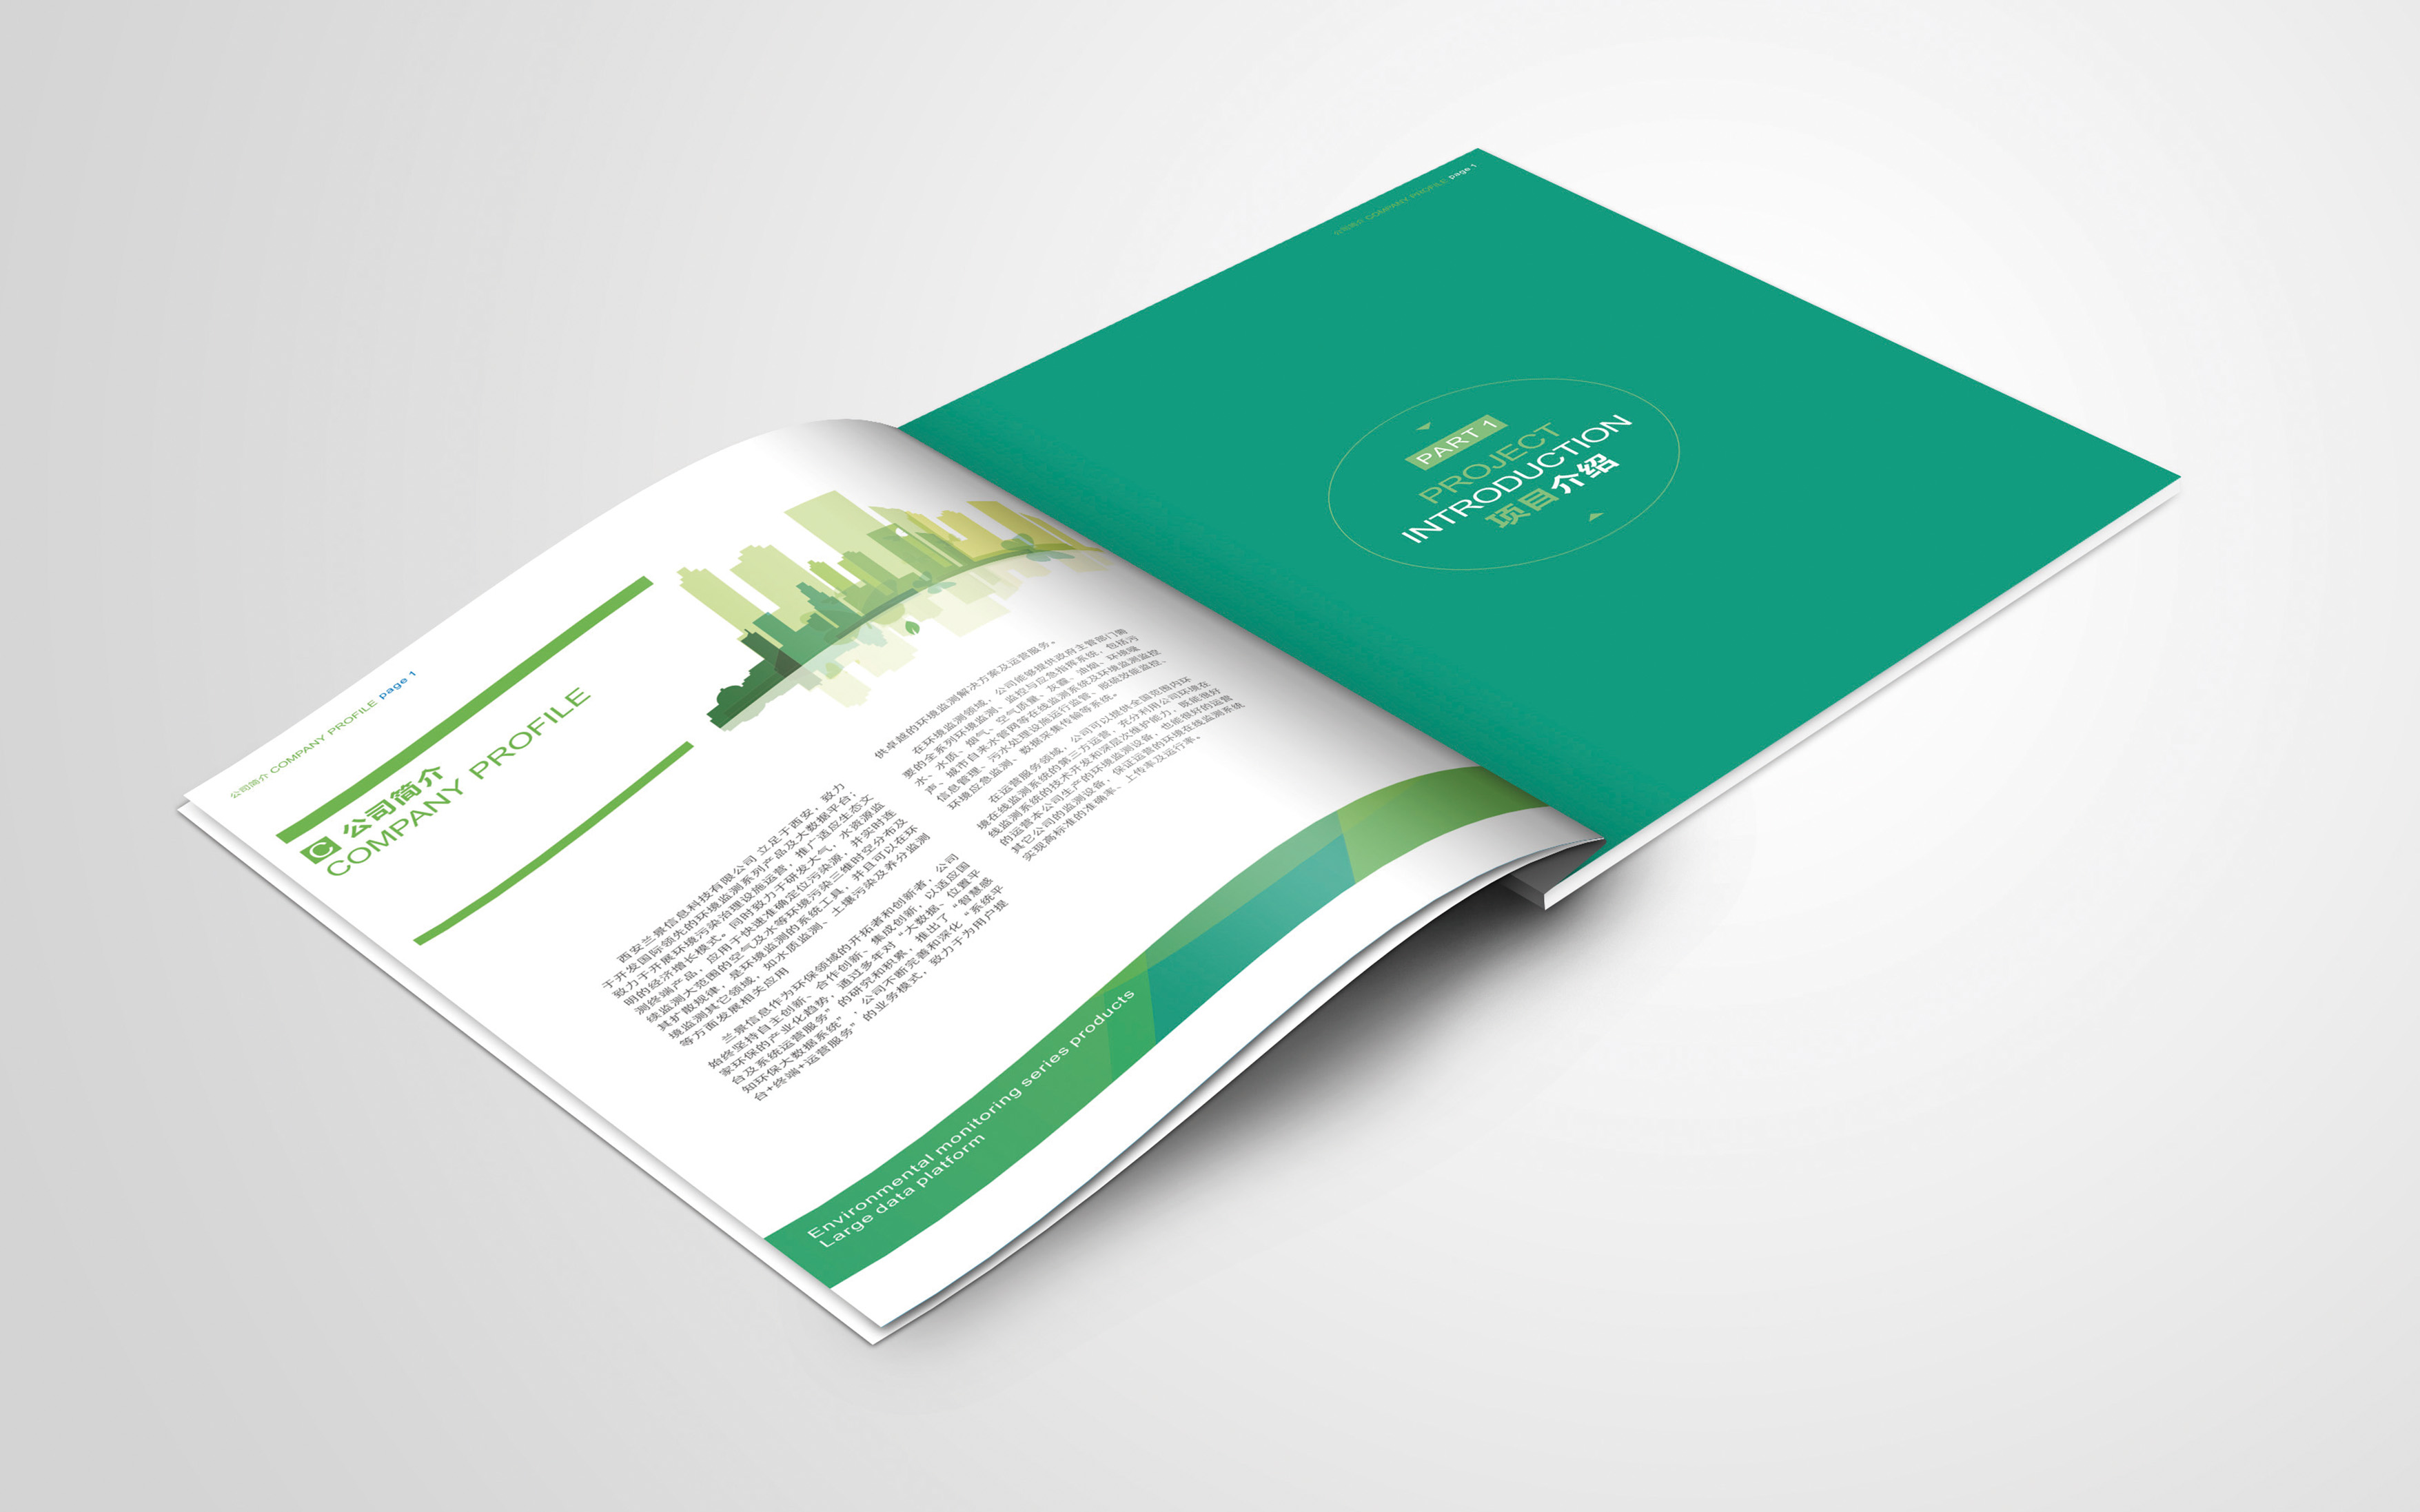 公司简介 COMPANY PROFILE page 1
C 公司简介
COMPANY PROFILE
西安兰景信息科技有限公司 立足于西安，致力
于开发国际领先的环境监测系列产品及大数据平台；
致力于开展环境污染治理设施运营，推广适应生态文
明的经济增长模式。同时致力于研发大气，水资源监
测终端产品，应用于快速准确定位污染源，并实时连
续监测大范围的空气及水等环境污染三维时空分布及
其扩散规律，是环境监测的系统工具，并且可以在环
境监测其它领域，如水质监测、土壤污染及养分监测
等方面发展相关应用
兰景信息作为环保领域的开拓者和创新者，公司
始终坚持自主创新、合作创新、集成创新，以适应国
家环保的产业化趋势，通过多年对“大数据、位置平
台及系统运营服务”的研究和积累，推出了“智慧感
知环保大数据系统”，公司不断完善和深化“系统平
台+终端+运营服务”的业务模式，致力于为用户提
供卓越的环境监测解决方案及运营服务。
在环境监测领域，公司能够提供政府主管部门需
要的全系列环境监测、监控与应急指挥系统，包括污
水、水质、烟气、空气质量、灰霾、油烟、环境噪
声、城市自来水管网等在线监测系统及环境监测监控
信息管理、污水处理设施运行监管、脱硫效能监控、
环境应急监测、数据采集传输等系统。
在运营服务领域，公司可以提供全国范围内环
境在线监测系统的第三方运营，充分利用公司环境在
线监测系统的技术开发和深层次维护能力，既能很好
的运营本公司生产的环境监测设备，也能很好的运营
其它公司的监测设备，保证运营的环境在线监测系统
实现高标准的准确率、上传率及运行率。
Environmental monitoring series products
Large data platform
公司简介 COMPANY PROFILE page 1
PART 1
PROJECT
INTRODUCTION
项目介绍